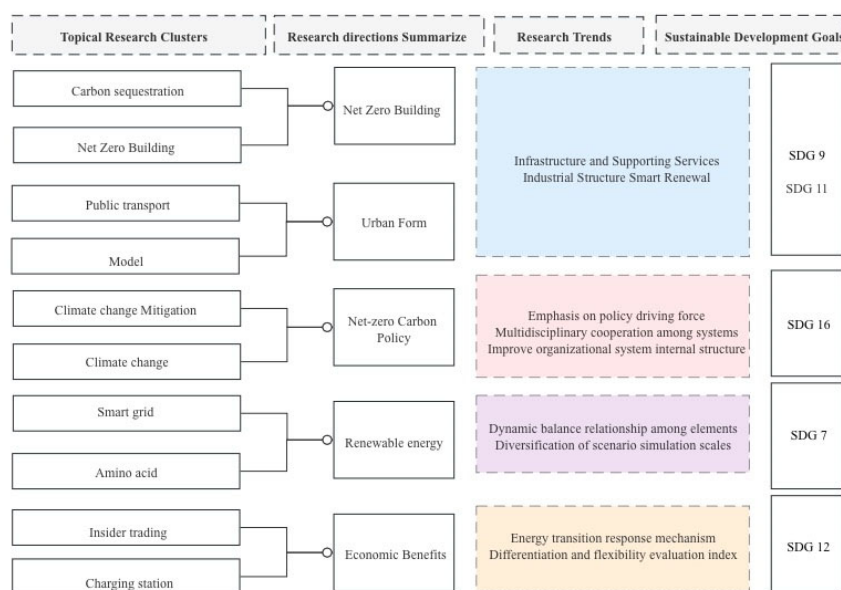 Topical Research Clusters
Research directions Summarize
Research Trends
Sustainable Development Goals
Carbon sequestration
Net Zero Building
Net Zero Building
Public transport
Model
Urban Form
Infrastructure and Supporting Services
Industrial Structure Smart Renewal
SDG 9
SDG 11
Climate change Mitigation
Climate change
Net-zero Carbon
Policy
Emphasis on policy driving force
Multidisciplinary cooperation among systems
Improve organizational system internal structure
SDG 16
Smart grid
Amino acid
Renewable energy
Dynamic balance relationship among elements
Diversification of scenario simulation scales
SDG 7
Insider trading
Charging station
Economic Benefits
Energy transition response mechanism
Differentiation and flexibility evaluation index
SDG 12